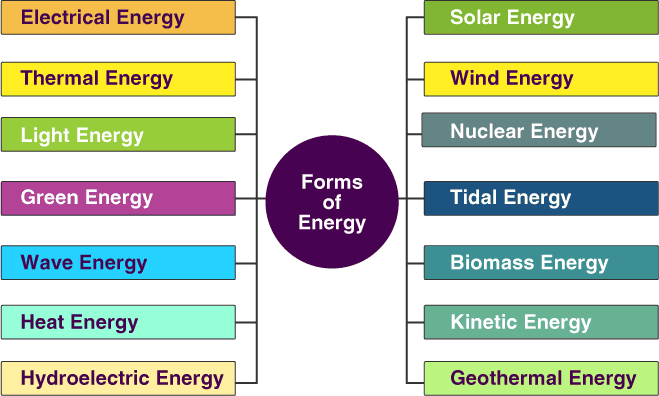 Electrical Energy
Thermal Energy
Light Energy
Green Energy
Wave Energy
Heat Energy
Hydroelectric Energy
Forms
of
Energy
Solar Energy
Wind Energy
Nuclear Energy
Tidal Energy
Biomass Energy
Kinetic Energy
Geothermal Energy